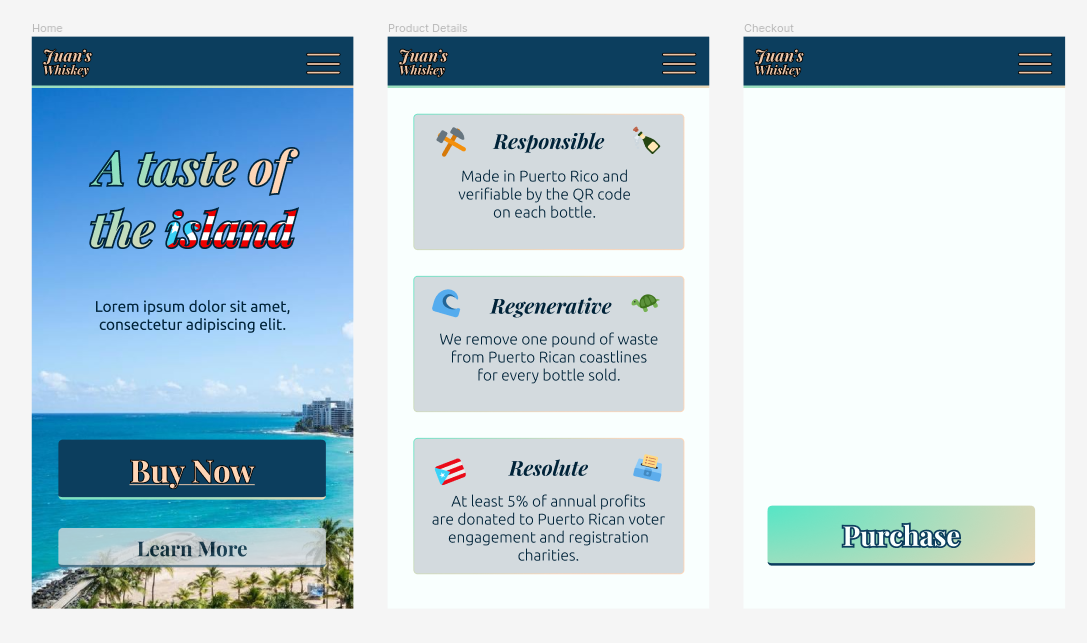 Home
Juan's
Whiskey
A taste of
the island
Lorem ipsum dolor sit amet,
consectetur adipiscing elit.
Buy Now
Learn More
Product Details
Juan's
Whiskey
Responsible
Made in Puerto Rico and
verifiable by the QR code
on each bottle.
Regenerative
We remove one pound of waste
from Puerto Rican coastlines
for every bottle sold.
Resolute
At least 5% of annual profits
are donated to Puerto Rican voter
engagement and registration
charities.
Checkout
Juan's
Whiskey
Purchase